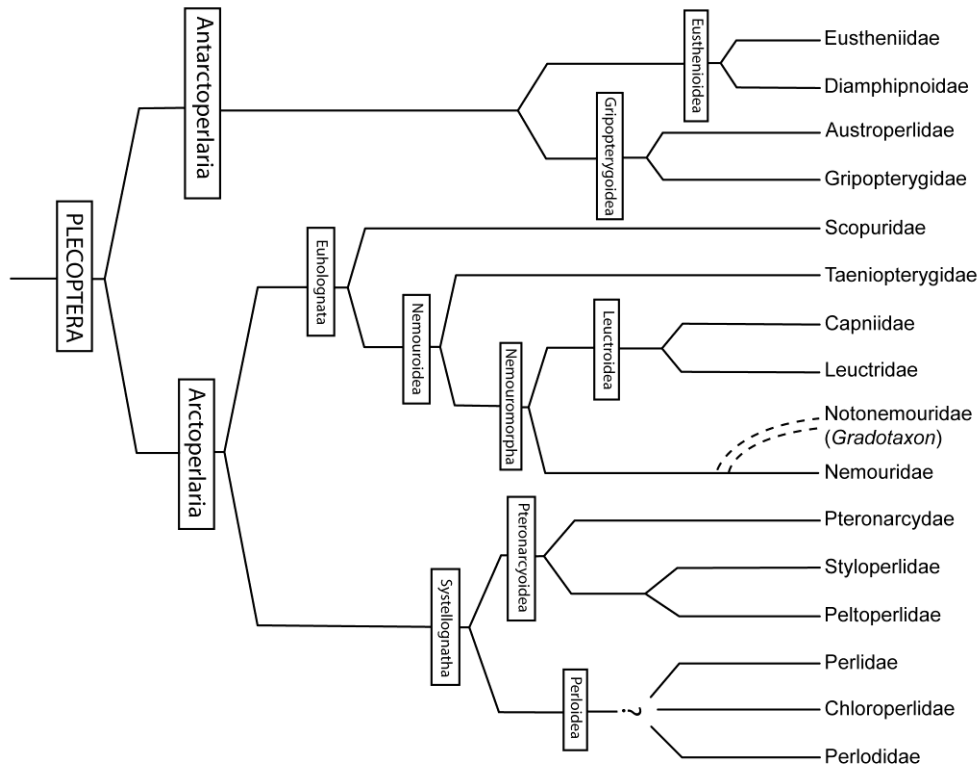 PLECOPTERA
Antarctoperlaria
Arctoperlaria
Eusthenioidea
Gripopterygoidea
Euholognata
Nemouroidea
Nemouromorpha
Leuctroidea
Systellognatha
Pteronarcyoidea
Perloidea
?
Eustheniidae
Diamphipnoidae
Austroperlidae
Gripopterygidae
Scopuridae
Taeniopterygidae
Capniidae
Leuctridae
Notonemouridae
(Gradotaxon)
Nemouridae
Pteronarcydae
Styloperlidae
Peltoperlidae
Perlidae
Chloroperlidae
Perlodidae